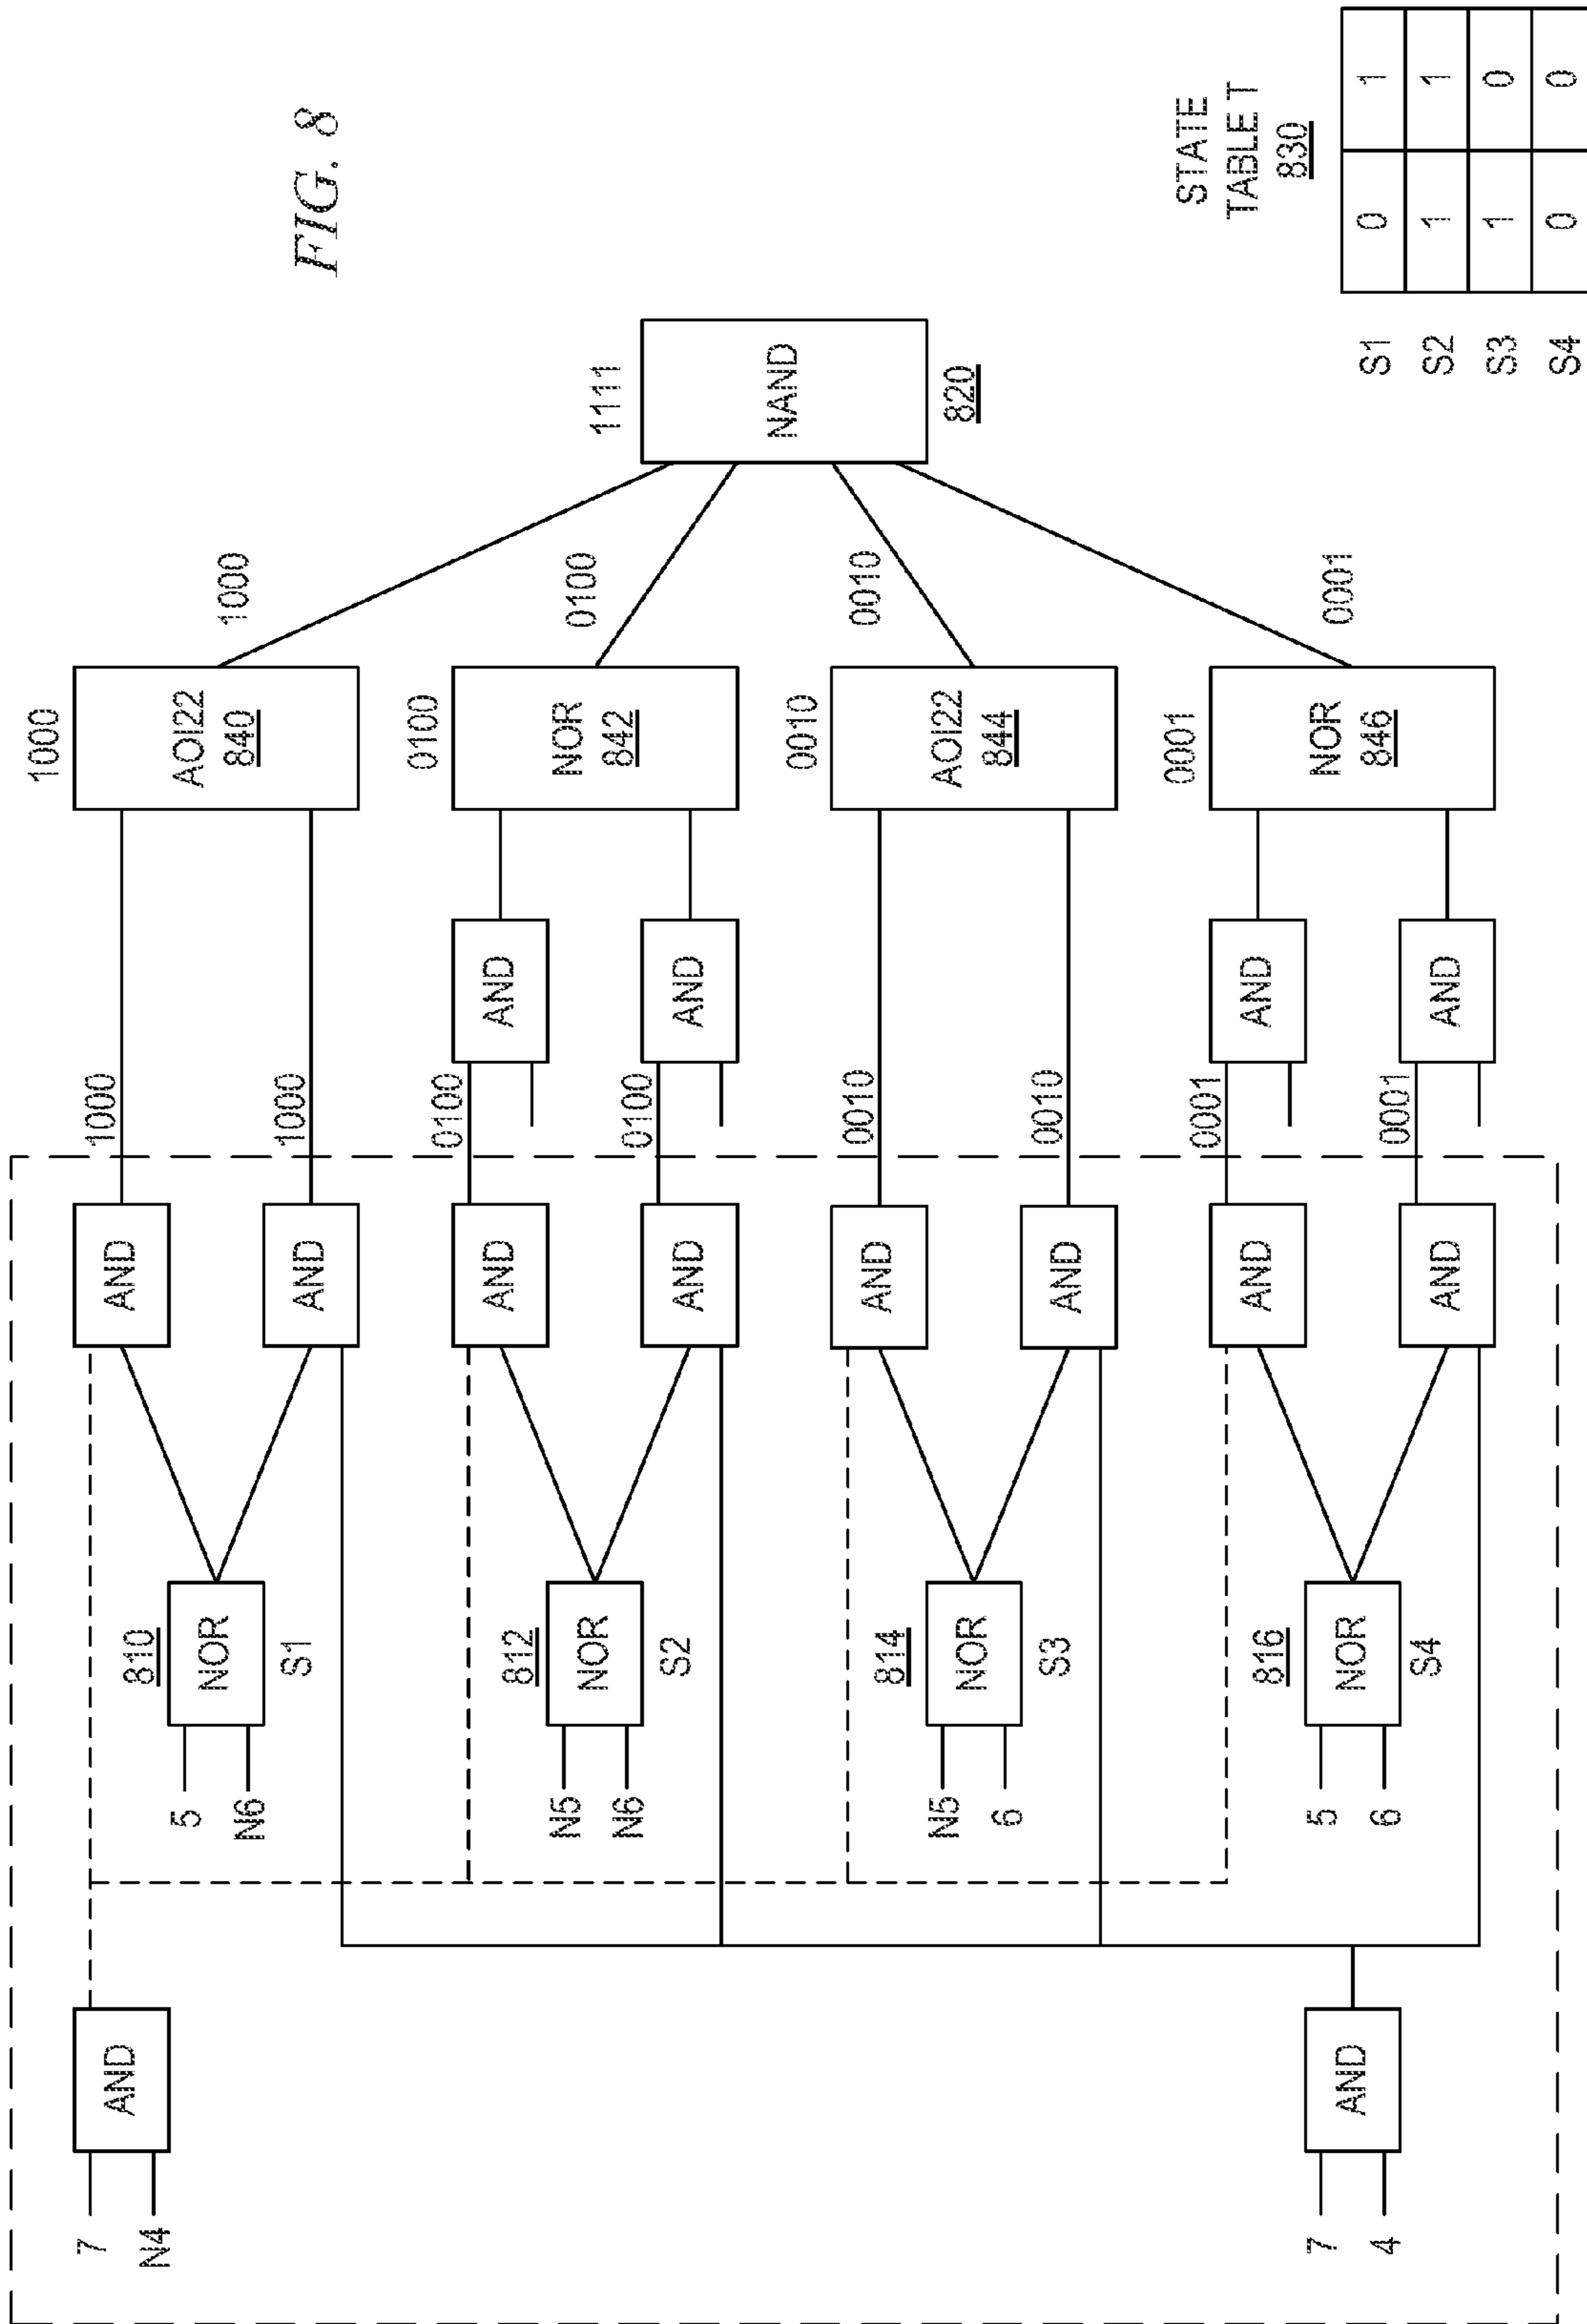 FIG. 8
7
N4
AND
7
4
AND
810
5
N6
NOR
S1
812
N5
N6
NOR
S2
814
N5
6
NOR
S3
816
5
6
NOR
S4
AND
1000
AND
1000
AND
0100
AND
0100
AND
0010
AND
0010
AND
0001
AND
0001
AND
AND
AND
AND
1000
AOI22
840
0100
NOR
842
0010
AOI22
844
0001
NOR
846
1000
0100
0010
0001
1111
NAND
820
STATE
TABLE T
830
S1 0 1
S2 1 1
S3 1 0
S4 0 0